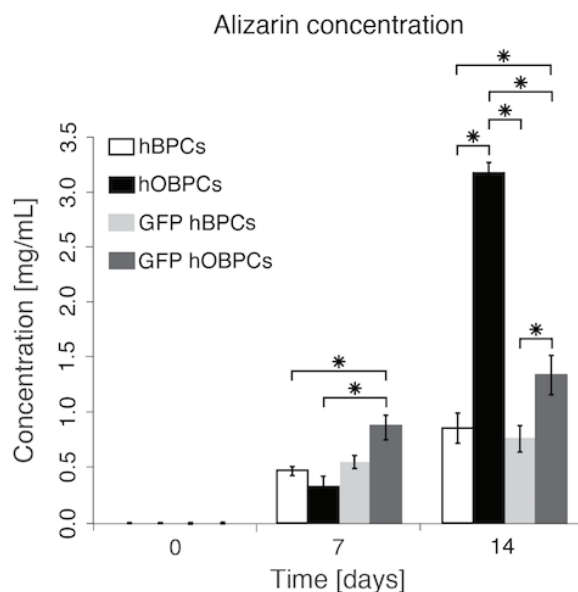 Alizarin concentration
* * * *
hBPCs
hOBPCs
GFP hBPCs
GFP hOBPCs
* * *
Concentration [mg/mL]
3.5
3.0
2.5
2.0
1.5
1.0
0.5
0.0
0 7 14
Time [days]